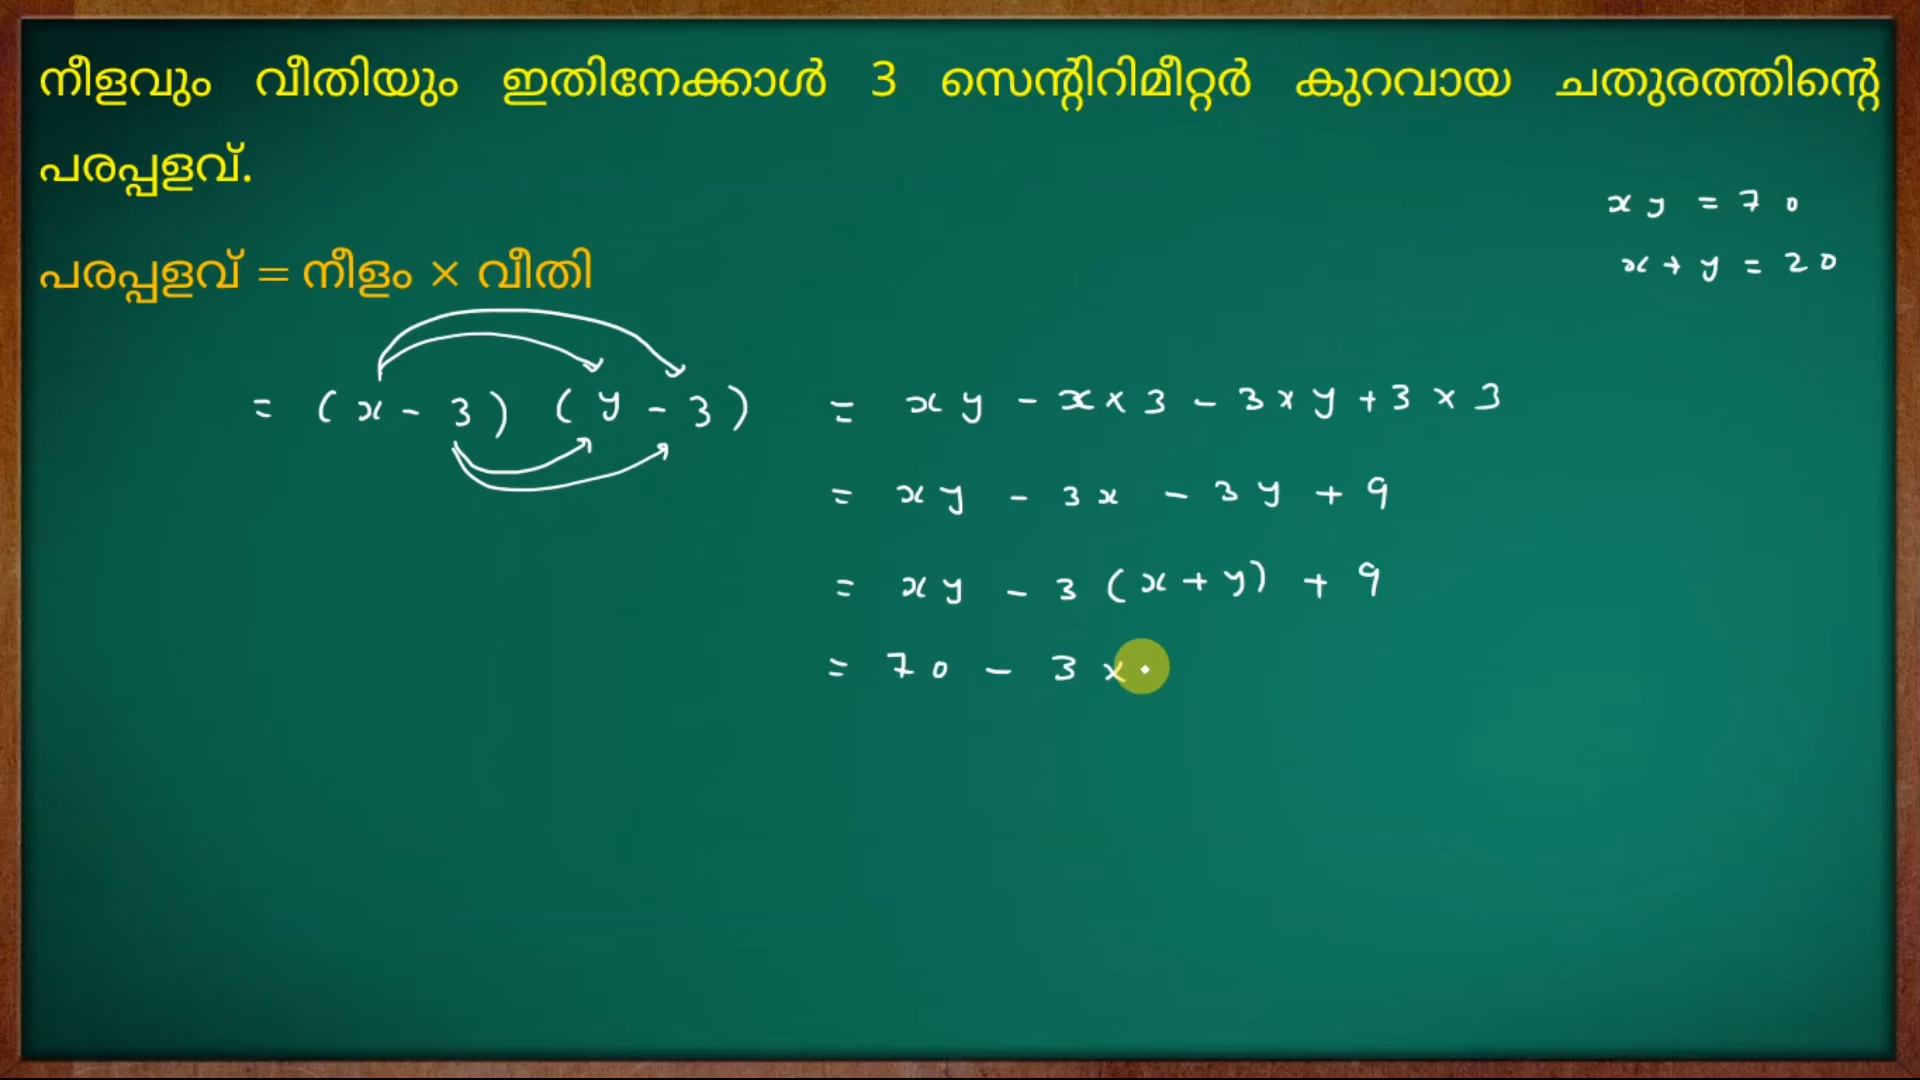 നീളവും വീതിയും ഇതിനേക്കാൾ 3 സെന്റിറിമീറ്റർ കുറവായ ചതുരത്തിന്റെ
പരപ്പളവ്.
xy = 70
x + y = 20
പരപ്പളവ് = നീളം × വീതി
= (x - 3) (y - 3) = xy - x × 3 - 3 × y + 3 × 3
= xy - 3x - 3y + 9
= xy - 3 (x + y) + 9
= 70 - 3 ×